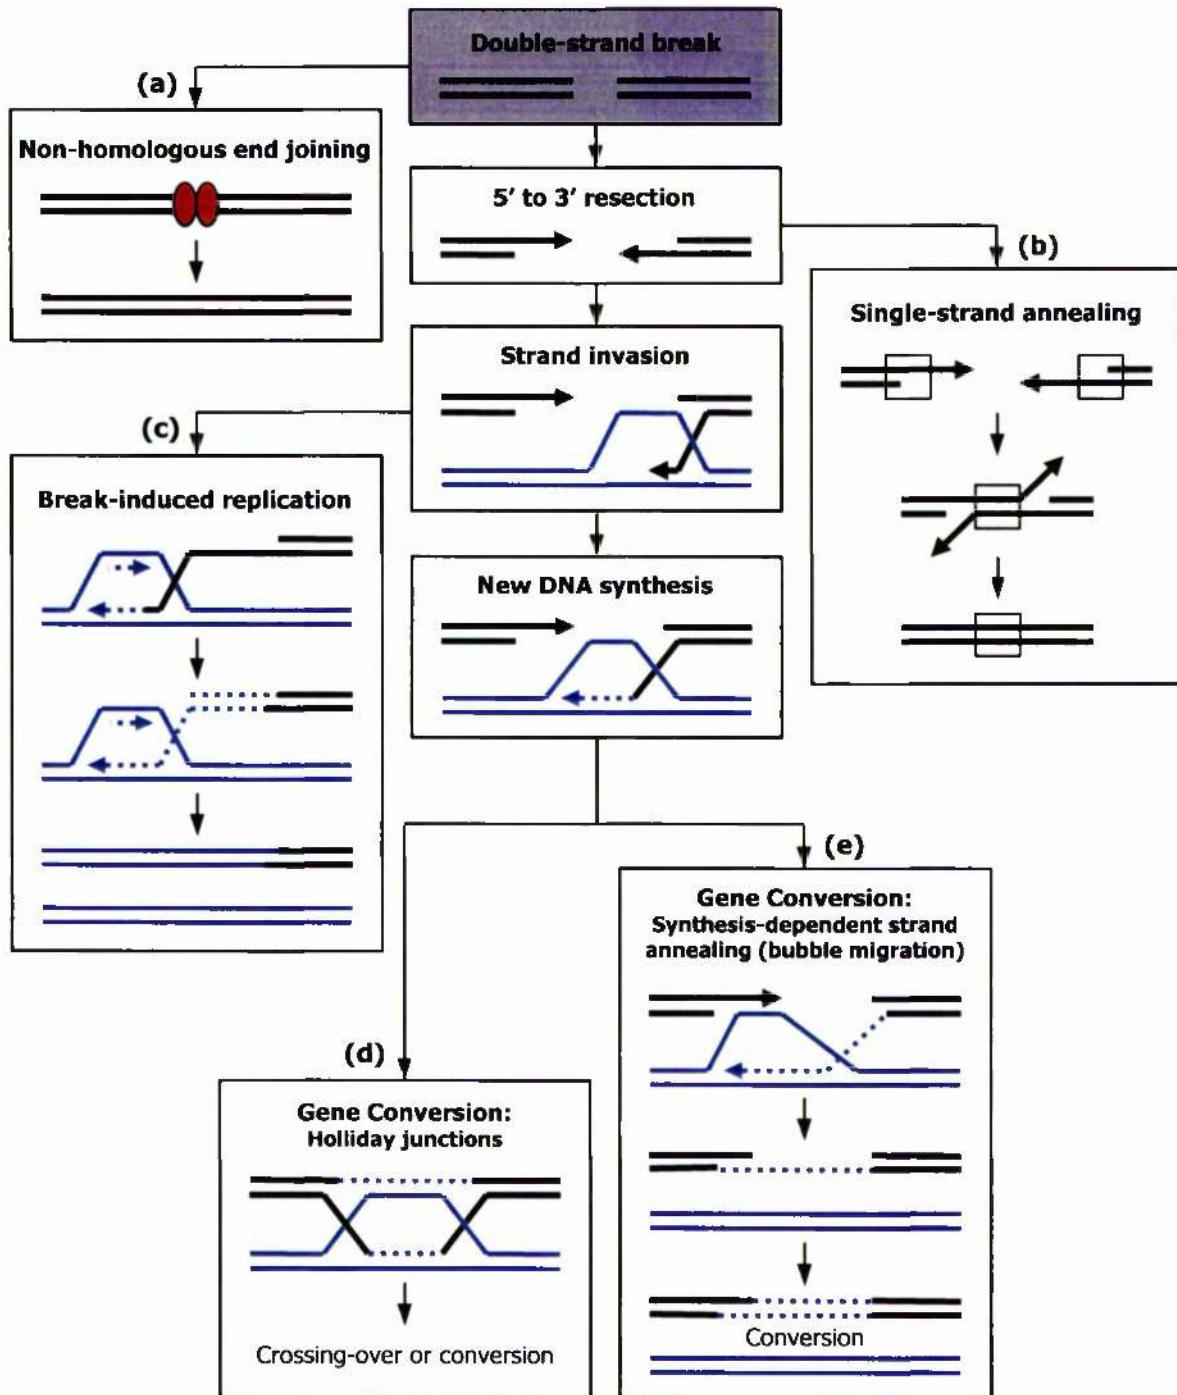 Double-strand break
(a)
Non-homologous end joining
5' to 3' resection
(b)
Single-strand annealing
Strand invasion
(c)
Break-induced replication
New DNA synthesis
(d)
Gene Conversion:
Holliday junctions
Crossing-over or conversion
(e)
Gene Conversion:
Synthesis-dependent strand
annealing (bubble migration)
Conversion